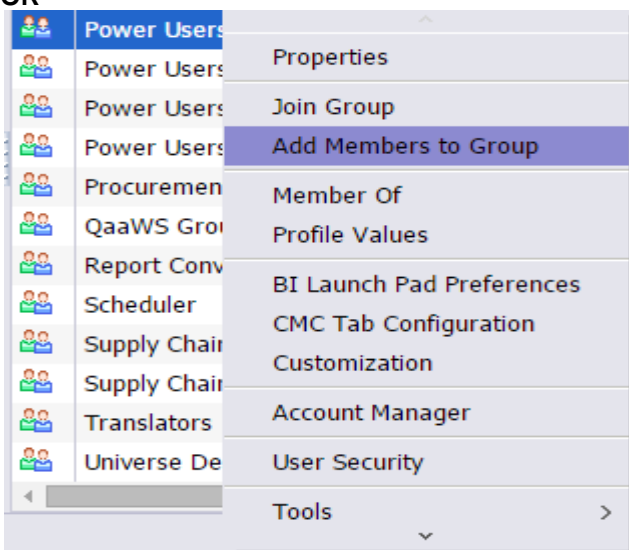 Power Users
Power Users
Power Users
Power Users
Procuremen
QaaWS Grou
Report Conv
Scheduler
Supply Chain
Supply Chain
Translators
Universe De
Properties
Join Group
Add Members to Group
Member Of
Profile Values
BI Launch Pad Preferences
CMC Tab Configuration
Customization
Account Manager
User Security
Tools